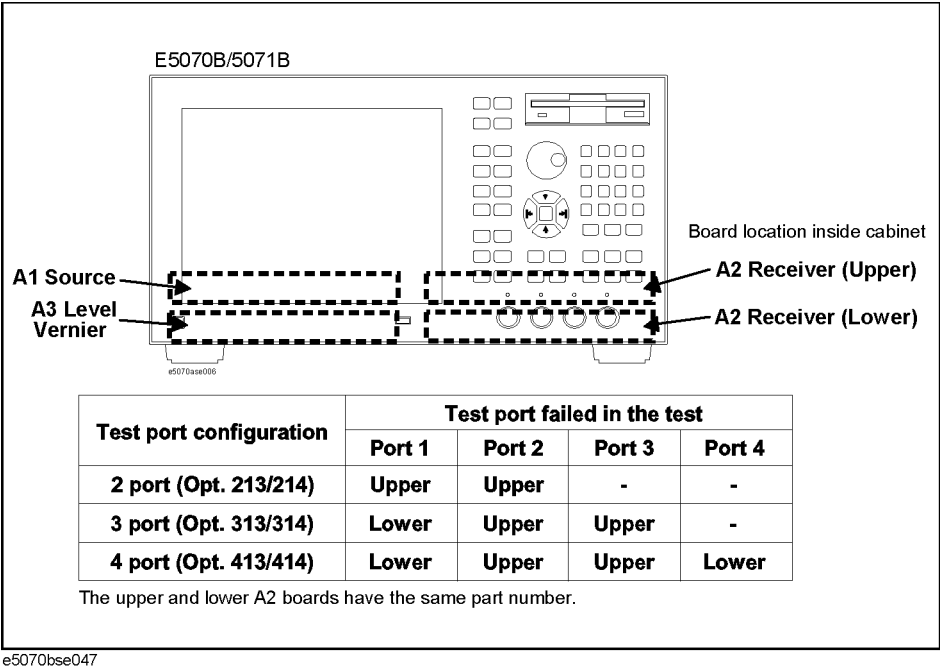 E5070B/5071B
Board location inside cabinet
A1 Source
A2 Receiver (Upper)
A3 Level
Vernier
A2 Receiver (Lower)
e5070ase006
Test port configuration
Test port failed in the test
Port 1 Port 2 Port 3 Port 4
2 port (Opt. 213/214) Upper Upper - -
3 port (Opt. 313/314) Lower Upper Upper -
4 port (Opt. 413/414) Lower Upper Upper Lower
The upper and lower A2 boards have the same part number.
e5070bse047